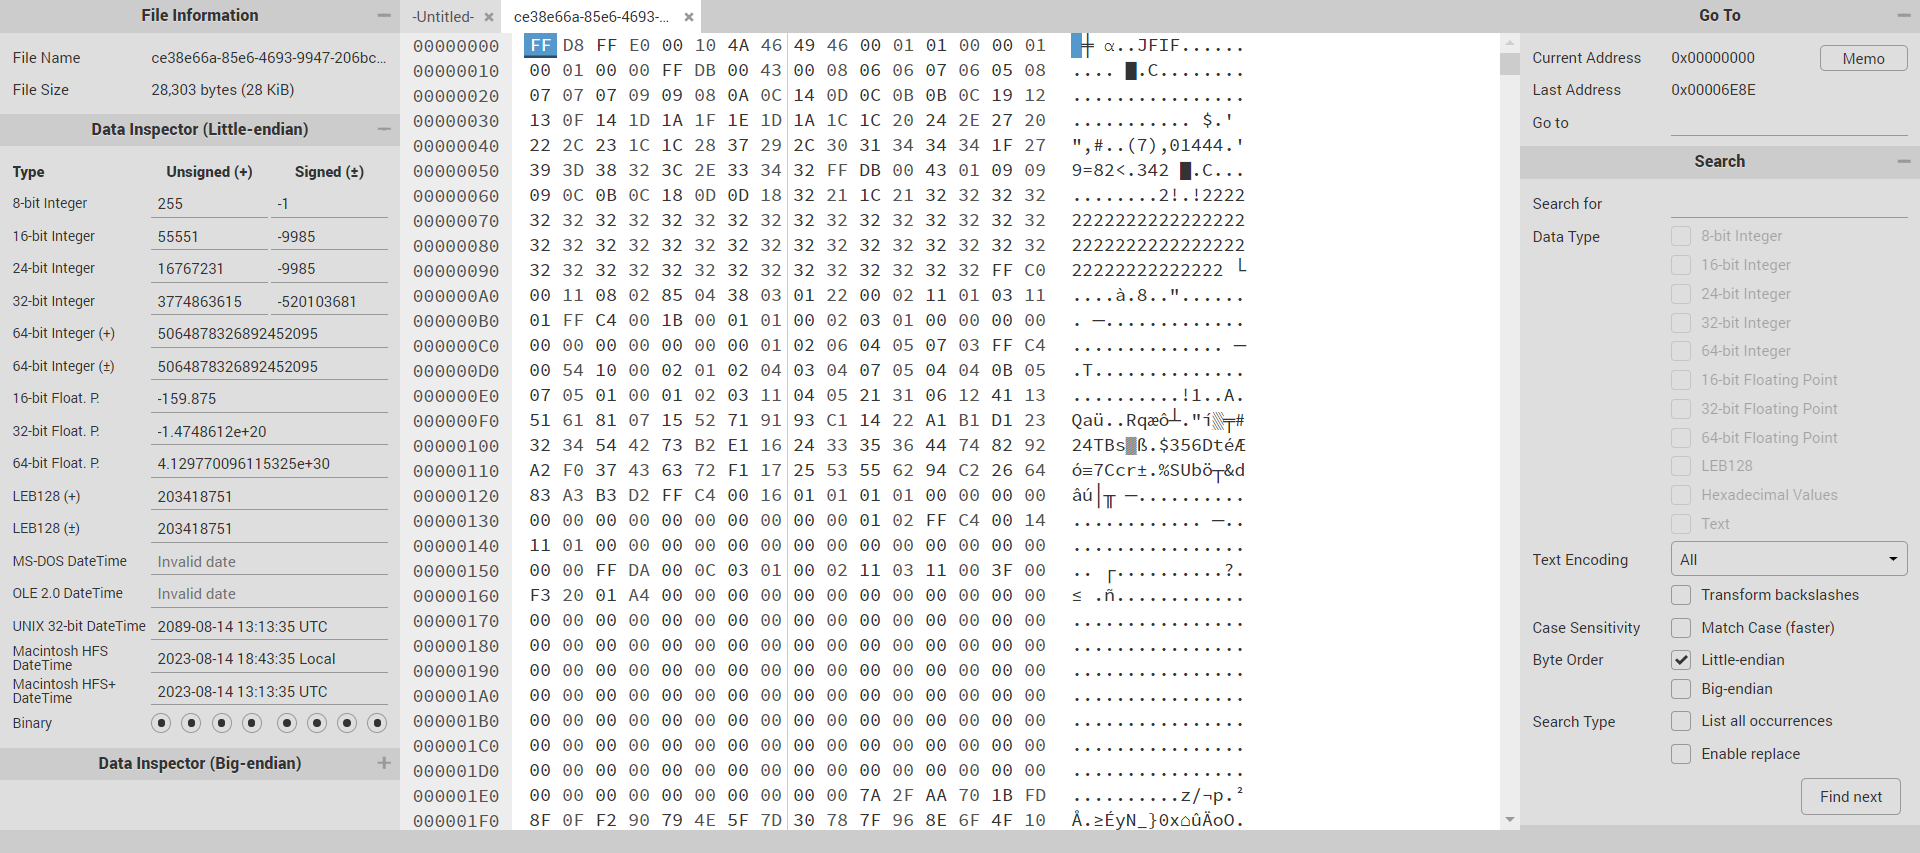 File Information
File Name ce38e66a-85e6-4693-9947-206bc...
File Size 28,303 bytes (28 KiB)
Data Inspector (Little-endian)
Type Unsigned (+) Signed (±)
8-bit Integer 255 -1
16-bit Integer 55551 -9985
24-bit Integer 16767231 -9985
32-bit Integer 3774863615 -520103681
64-bit Integer (+) 5064878326892452095
64-bit Integer (±) 5064878326892452095
16-bit Float. P. -159.875
32-bit Float. P. -1.4748612e+20
64-bit Float. P. 4.129770096115325e+30
LEB128 (+) 203418751
LEB128 (±) 203418751
MS-DOS DateTime Invalid date
OLE 2.0 DateTime Invalid date
UNIX 32-bit DateTime 2089-08-14 13:13:35 UTC
Macintosh HFS DateTime 2023-08-14 18:43:35 Local
Macintosh HFS+ DateTime 2023-08-14 13:13:35 UTC
Binary
Data Inspector (Big-endian)
-Untitled- ce38e66a-85e6-4693-...
00000000 FF D8 FF E0 00 10 4A 46 49 46 00 01 01 00 00 01 ╪ α..JFIF......
00000010 00 01 00 00 FF DB 00 43 00 08 06 06 07 06 05 08 .... █.C........
00000020 07 07 07 09 09 08 0A 0C 14 0D 0C 0B 0B 0C 19 12 ................
00000030 13 0F 14 1D 1A 1F 1E 1D 1A 1C 1C 20 24 2E 27 20 ........... $.'
00000040 22 2C 23 1C 1C 28 37 29 2C 30 31 34 34 34 1F 27 ",#..(7),01444.'
00000050 39 3D 38 32 3C 2E 33 34 32 FF DB 00 43 01 09 09 9=82<.342 █.C...
00000060 09 0C 0B 0C 18 0D 0D 18 32 21 1C 21 32 32 32 32 ........2!.!2222
00000070 32 32 32 32 32 32 32 32 32 32 32 32 32 32 32 32 2222222222222222
00000080 32 32 32 32 32 32 32 32 32 32 32 32 32 32 32 32 2222222222222222
00000090 32 32 32 32 32 32 32 32 32 32 32 32 32 32 FF C0 22222222222222 └
000000A0 00 11 08 02 85 04 38 03 01 22 00 02 11 01 03 11 ....à.8.."......
000000B0 01 FF C4 00 1B 00 01 01 00 02 03 01 00 00 00 00 . ─.............
000000C0 00 00 00 00 00 00 00 01 02 06 04 05 07 03 FF C4 .............. ─
000000D0 00 54 10 00 02 01 02 04 03 04 07 05 04 04 0B 05 .T..............
000000E0 07 05 01 00 01 02 03 11 04 05 21 31 06 12 41 13 ..........!1..A.
000000F0 51 61 81 07 15 52 71 91 93 C1 14 22 A1 B1 D1 23 Qaü..Rqæô┴."í▒╤#
00000100 32 34 54 42 73 B2 E1 16 24 33 35 36 44 74 82 92 24TBs▓ß.$356DtéÆ
00000110 A2 F0 37 43 63 72 F1 17 25 53 55 62 94 C2 26 64 ó≡7Ccr±.%SUbö┬&d
00000120 83 A3 B3 D2 FF C4 00 16 01 01 01 01 00 00 00 00 âú│╥ ─..........
00000130 00 00 00 00 00 00 00 00 00 00 01 02 FF C4 00 14 ............ ─..
00000140 11 01 00 00 00 00 00 00 00 00 00 00 00 00 00 00 ................
00000150 00 00 FF DA 00 0C 03 01 00 02 11 03 11 00 3F 00 .. ┌..........?.
00000160 F3 20 01 A4 00 00 00 00 00 00 00 00 00 00 00 00 ≤ .ñ............
00000170 00 00 00 00 00 00 00 00 00 00 00 00 00 00 00 00 ................
00000180 00 00 00 00 00 00 00 00 00 00 00 00 00 00 00 00 ................
00000190 00 00 00 00 00 00 00 00 00 00 00 00 00 00 00 00 ................
000001A0 00 00 00 00 00 00 00 00 00 00 00 00 00 00 00 00 ................
000001B0 00 00 00 00 00 00 00 00 00 00 00 00 00 00 00 00 ................
000001C0 00 00 00 00 00 00 00 00 00 00 00 00 00 00 00 00 ................
000001D0 00 00 00 00 00 00 00 00 00 00 00 00 00 00 00 00 ................
000001E0 00 00 00 00 00 00 00 00 00 00 7A 2F AA 70 1B FD ..........z/¬p.²
000001F0 8F 0F F2 90 79 4E 5F 7D 30 78 7F 96 8E 6F 4F 10 Å.≥ÉyN_}0x⌂ûÄoO.
Go To
Current Address 0x00000000 Memo
Last Address 0x00006E8E
Go to
Search
Search for
Data Type 8-bit Integer
16-bit Integer
24-bit Integer
32-bit Integer
64-bit Integer
16-bit Floating Point
32-bit Floating Point
64-bit Floating Point
LEB128
Hexadecimal Values
Text
Text Encoding All
Transform backslashes
Case Sensitivity Match Case (faster)
Byte Order Little-endian
Big-endian
Search Type List all occurrences
Enable replace
Find next